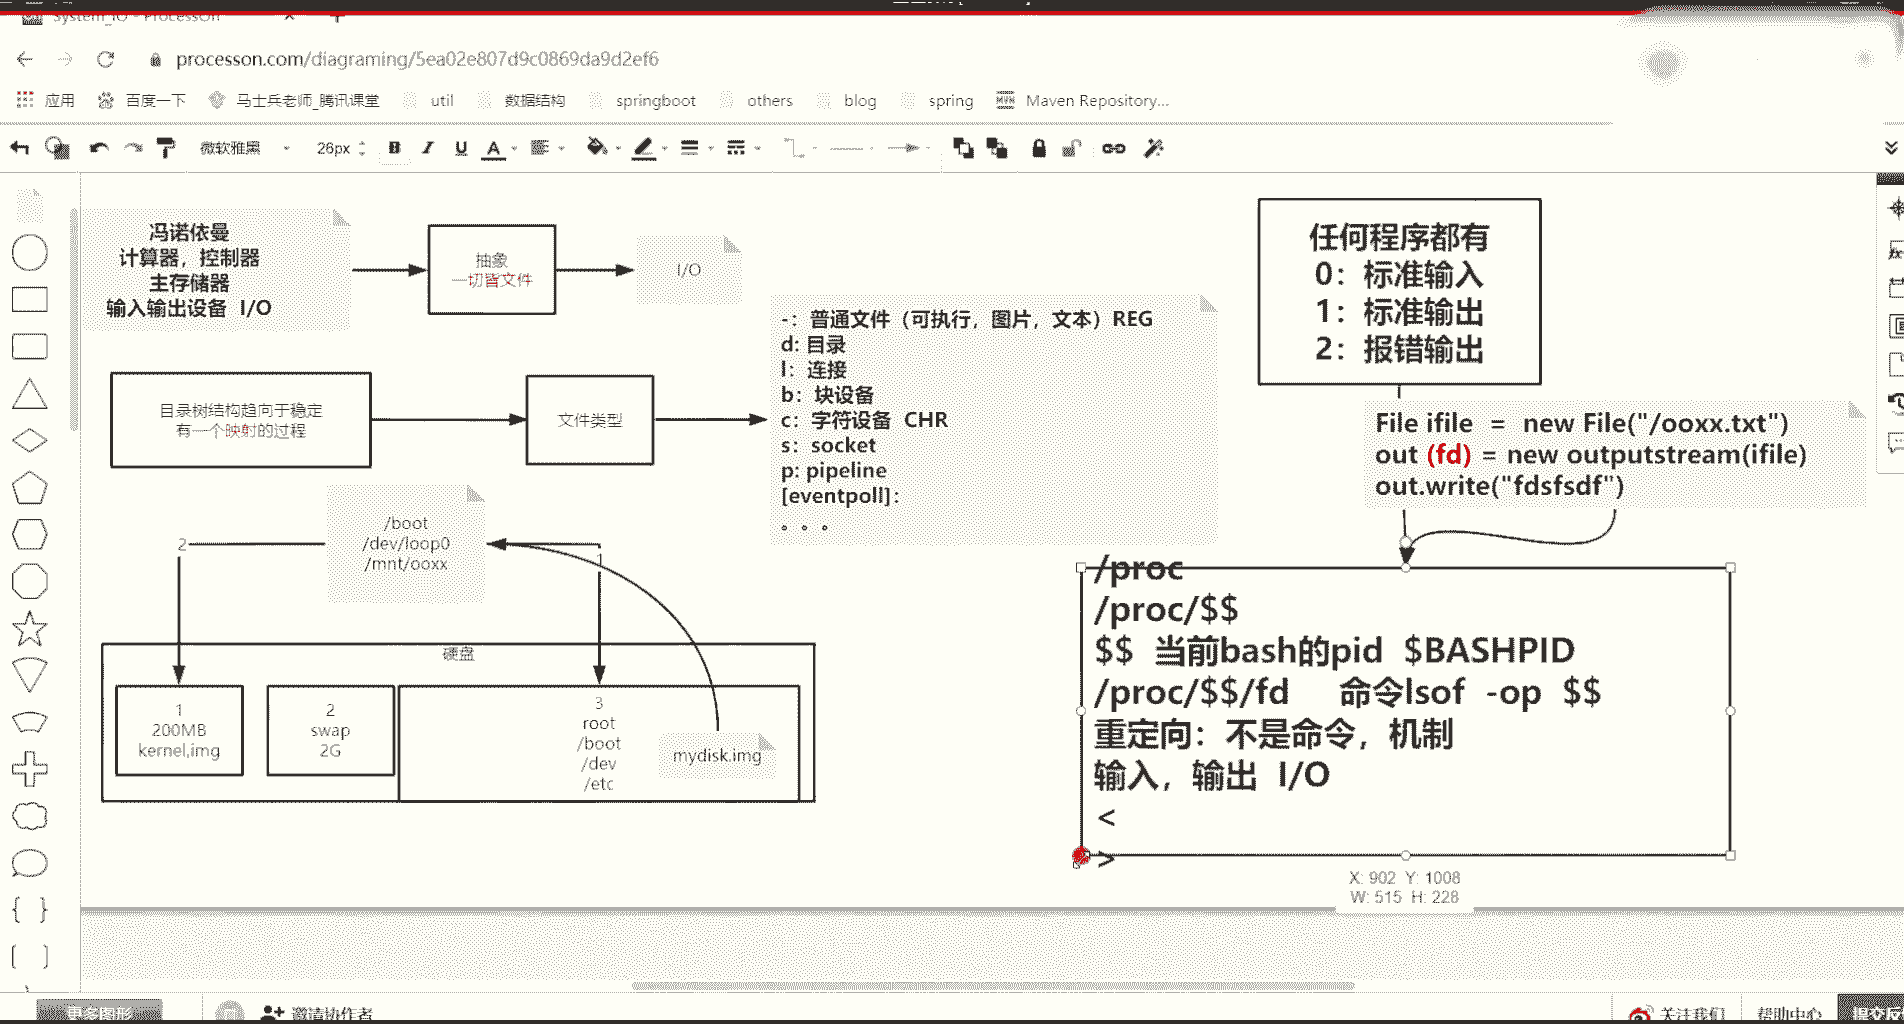 System_IO - ProcessOn
processon.com/diagraming/5ea02e807d9c0869da9d2ef6
应用
百度一下
马士兵老师_腾讯课堂
util
数据结构
springboot
others
blog
spring
Maven Repository...
微软雅黑
26px
冯诺依曼
计算器，控制器
主存储器
输入输出设备 I/O
抽象
一切皆文件
I/O
目录树结构趋向于稳定
有一个映射的过程
文件类型
-：普通文件（可执行，图片，文本）REG
d: 目录
l：连接
b：块设备
c：字符设备 CHR
s：socket
p: pipeline
[eventpoll]：
。。。
任何程序都有
0：标准输入
1：标准输出
2：报错输出
File ifile = new File("/ooxx.txt")
out (fd) = new outputstream(ifile)
out.write("fdsfsdf")
/boot
/dev/loop0
/mnt/ooxx
2
1
硬盘
1
200MB
kernel,img
2
swap
2G
3
root
/boot
/dev
/etc
mydisk.img
/proc
/proc/$$
$$ 当前bash的pid $BASHPID
/proc/$$/fd 命令lsof -op $$
重定向：不是命令，机制
输入，输出 I/O
<
>
X: 902 Y: 1008
W: 515 H: 228
更多图形
邀请协作者
关注我们
帮助中心